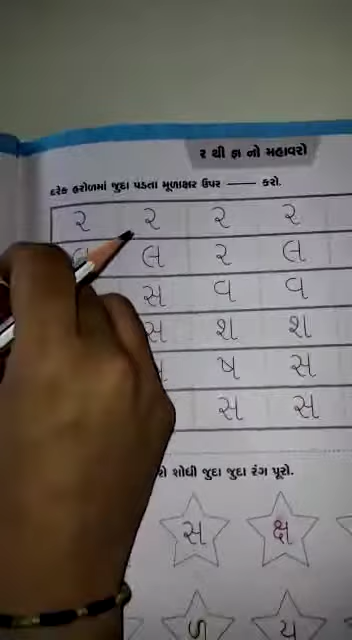 ર થી જ્ઞ નો મહાવરો
દરેક હરોળમાં જુદા પડતા મૂળાક્ષર ઉપર —— કરો.
ર ર ર ર
લ લ ર લ
સ વ વ
સ શ શ
ષ સ
સ સ
શોધી જુદા જુદા રંગ પૂરો.
સ ક્ષ
ળ ય